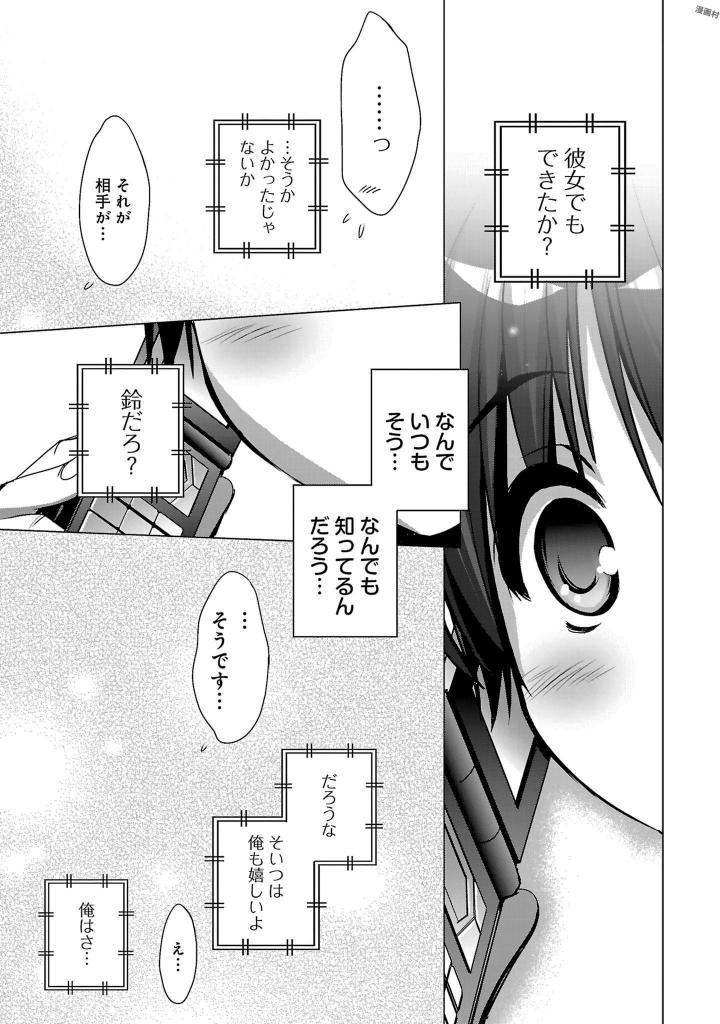 漫画村
彼女でも
できたか?
……っ
…そうか
よかったじゃ
ないか
それが
相手が…
なんで
いつも
そう…
鈴だろ?
なんでも
知ってるん
だろう…
…
そうです…
だろうな
そいつは
俺も嬉しいよ
え…
俺はさ…